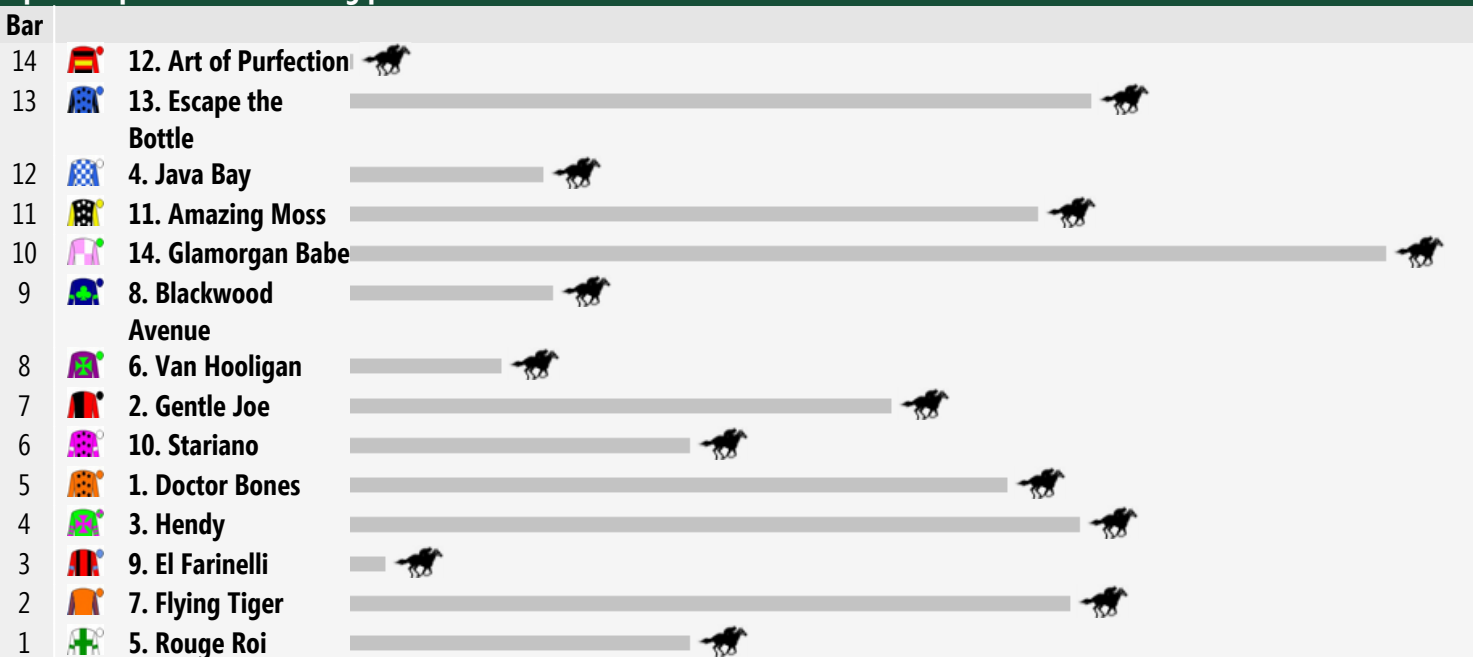 Bar
14 12. Art of Purfection
13 13. Escape the
Bottle
12 4. Java Bay
11 11. Amazing Moss
10 14. Glamorgan Babe
9 8. Blackwood
Avenue
8 6. Van Hooligan
7 2. Gentle Joe
6 10. Stariano
5 1. Doctor Bones
4 3. Hendy
3 9. El Farinelli
2 7. Flying Tiger
1 5. Rouge Roi